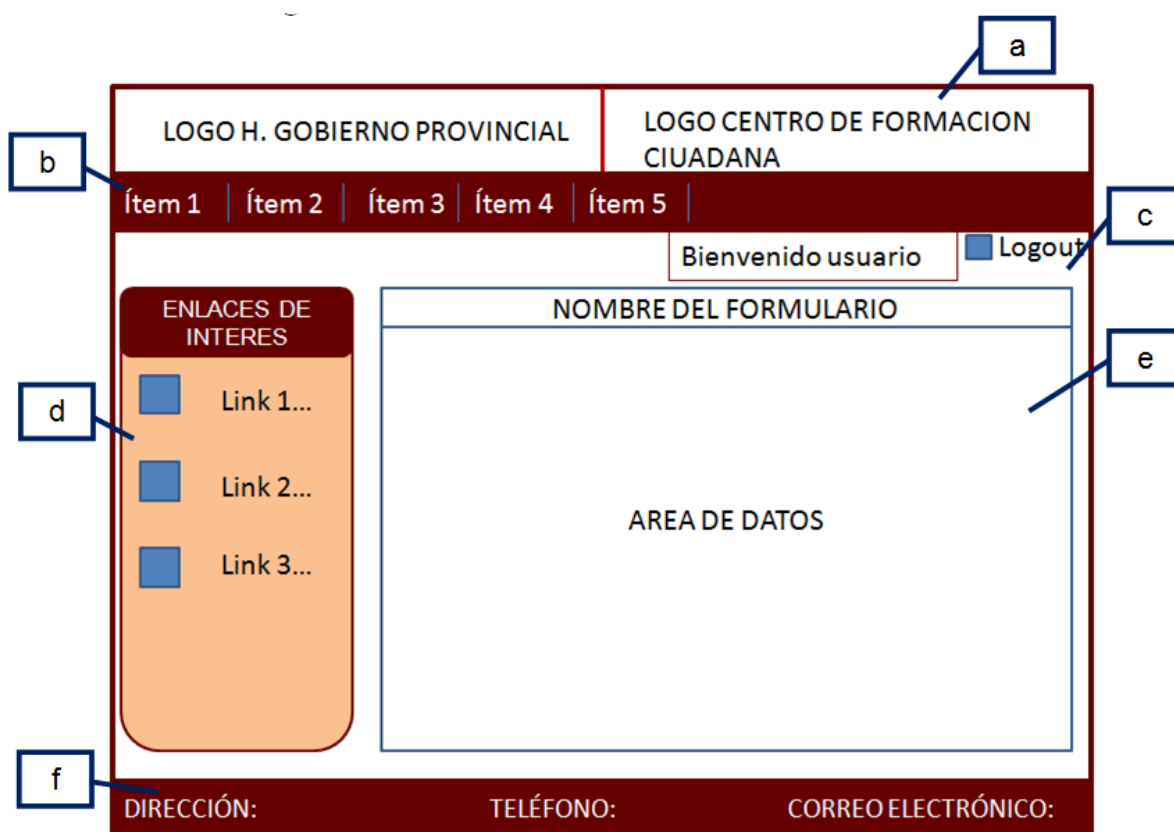 a
LOGO H. GOBIERNO PROVINCIAL
LOGO CENTRO DE FORMACION
CIUADANA
b
Ítem 1
Ítem 2
Ítem 3
Ítem 4
Ítem 5
c
Bienvenido usuario
Logout
ENLACES DE
INTERES
NOMBRE DEL FORMULARIO
e
d
Link 1...
Link 2...
Link 3...
AREA DE DATOS
f
DIRECCIÓN:
TELÉFONO:
CORREO ELECTRÓNICO: